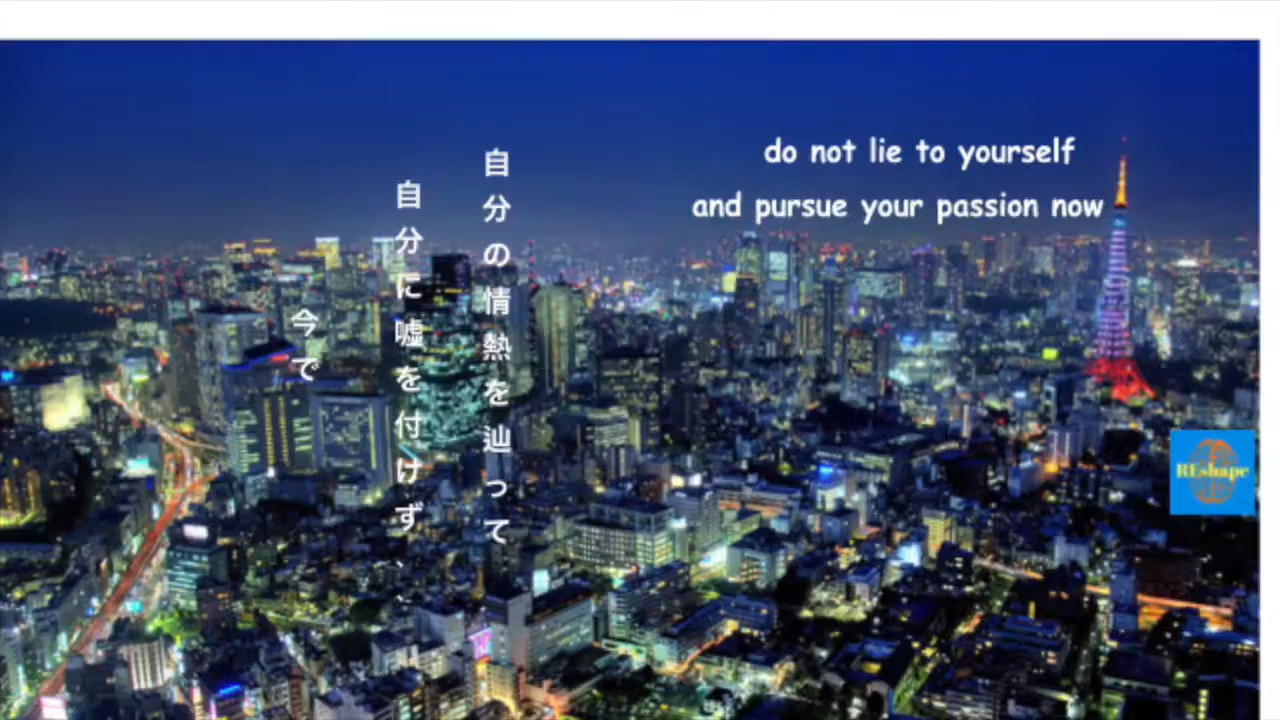 自分の情熱を辿って
自分に嘘を付けず、
今で
do not lie to yourself
and pursue your passion now
REshape